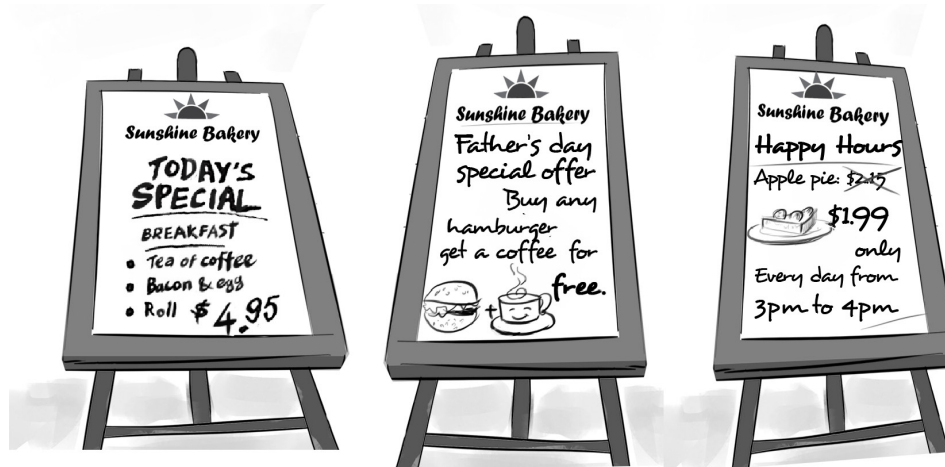 Sunshine Bakery
TODAY'S
SPECIAL
BREAKFAST
• Tea of coffee
• Bacon & egg
• Roll $4.95
Sunshine Bakery
Father's day
special offer
Buy any
hamburger
get a coffee for
free.
+
Sunshine Bakery
Happy Hours
Apple pie: $2.15
$1.99
only
Every day from
3pm to 4pm